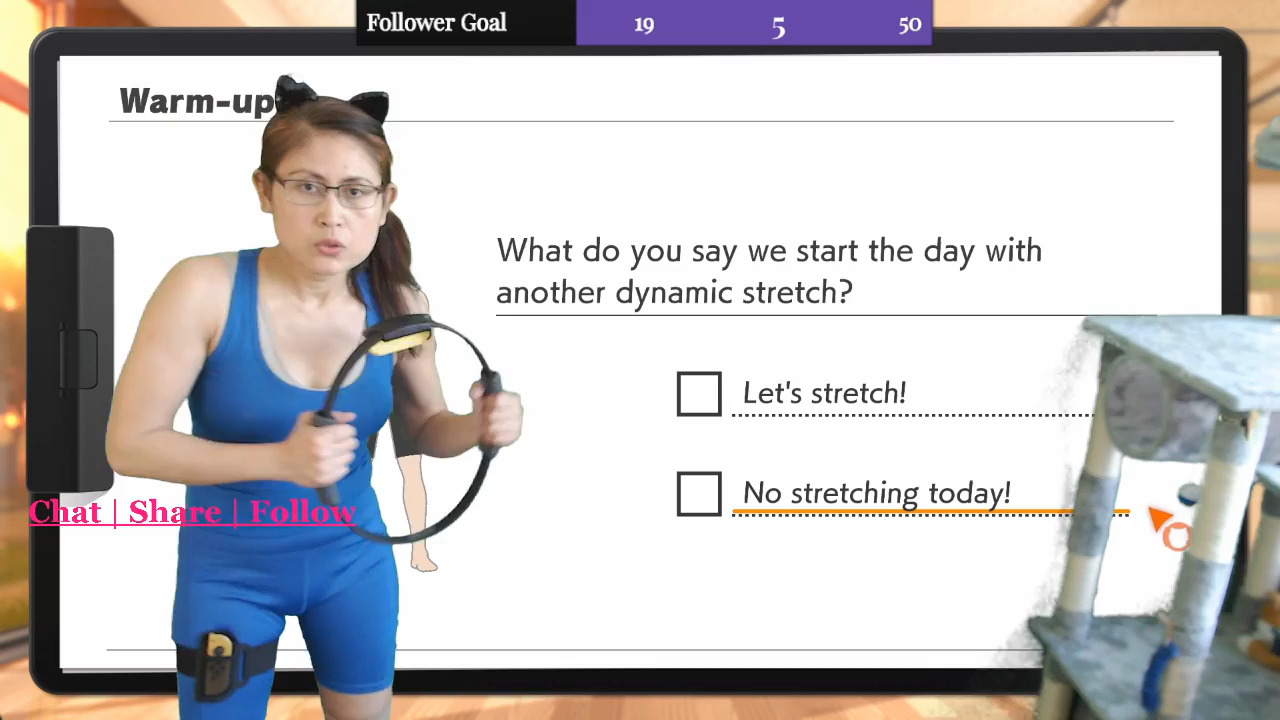 Follower Goal 19 5 50
Warm-up
What do you say we start the day with
another dynamic stretch?
Let's stretch!
No stretching today!
Chat | Share | Follow